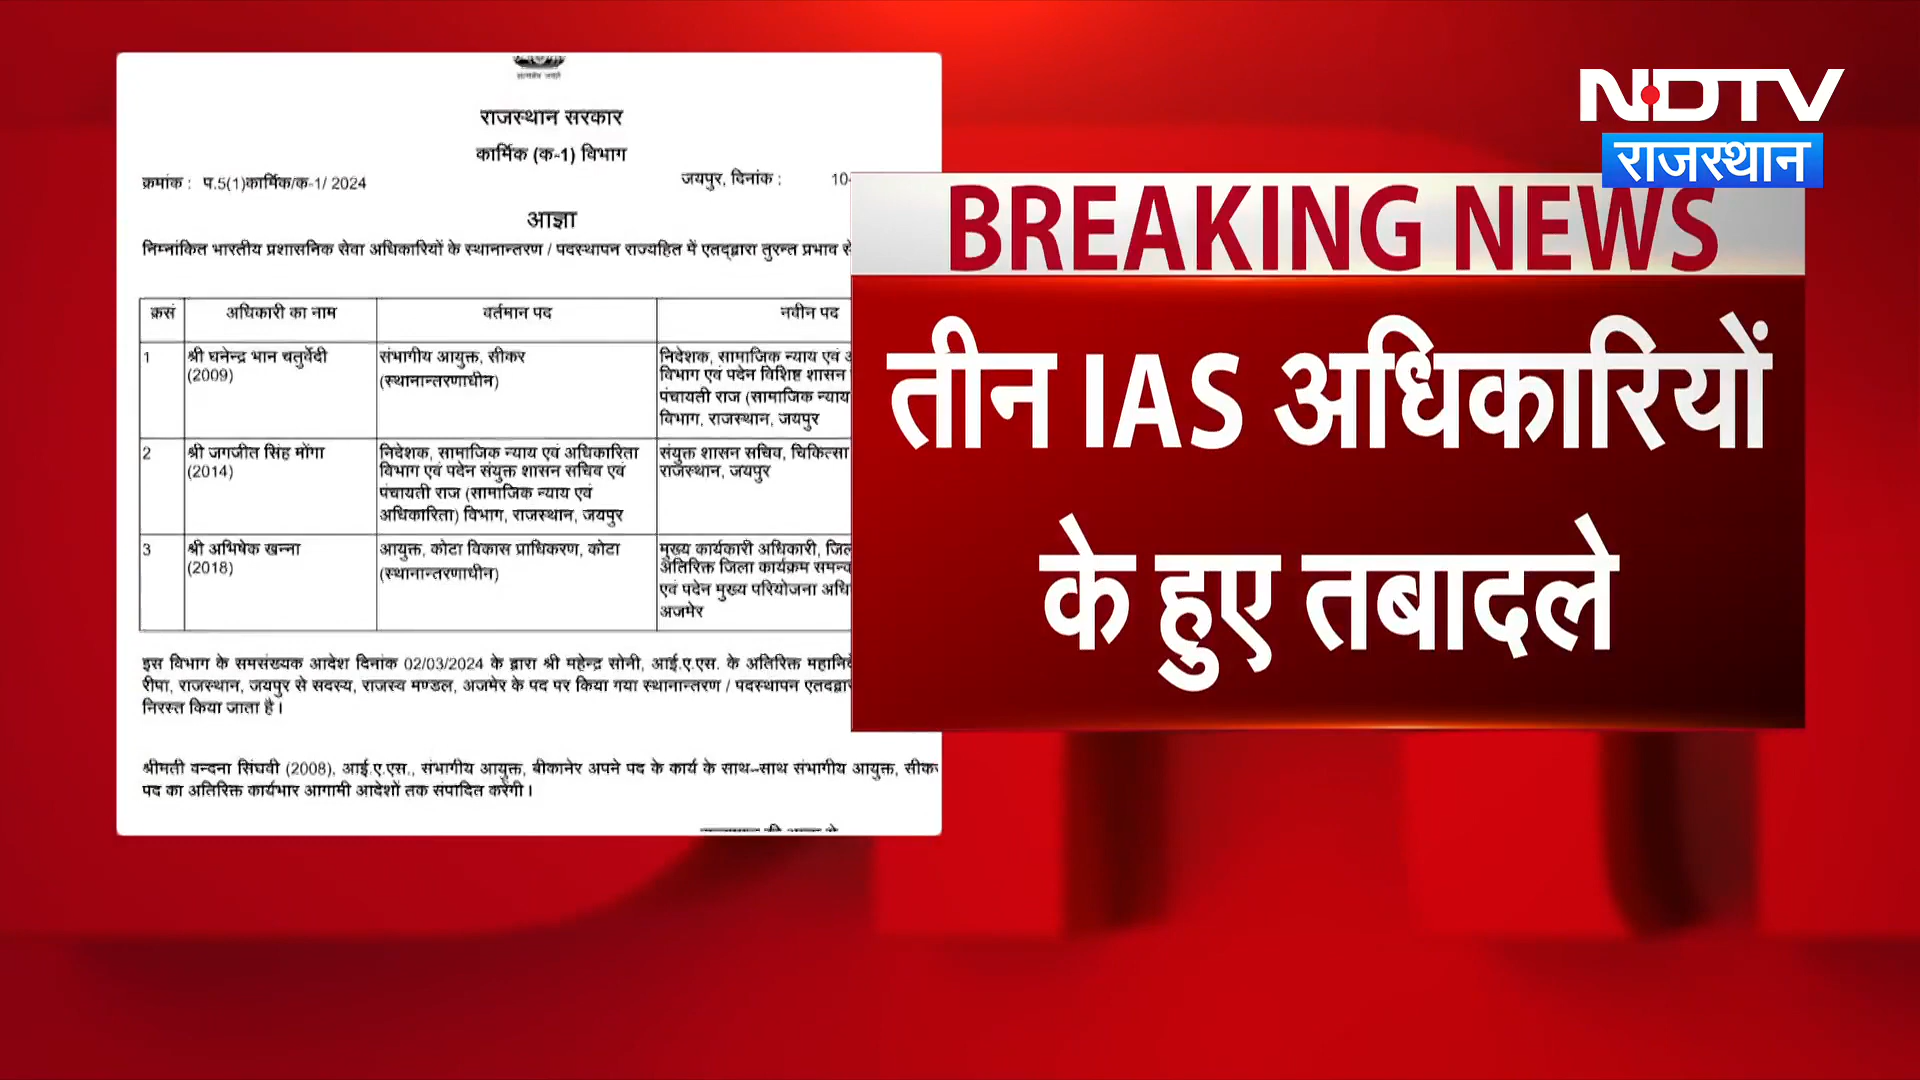 सत्यमेव जयते
राजस्थान सरकार
कार्मिक (क-1) विभाग
क्रमांक : प.5(1)कार्मिक/क-1/ 2024
जयपुर, दिनांक : 10-
आज्ञा
निम्नांकित भारतीय प्रशासनिक सेवा अधिकारियों के स्थानान्तरण / पदस्थापन राज्यहित में एतद्द्वारा तुरन्त प्रभाव से
क्रसं अधिकारी का नाम वर्तमान पद नवीन पद
1 श्री घनेन्द्र भान चतुर्वेदी
(2009)
संभागीय आयुक्त, सीकर
(स्थानान्तरणाधीन)
निदेशक, सामाजिक न्याय एवं
विभाग एवं पदेन विशिष्ट शासन
पंचायती राज (सामाजिक न्याय
विभाग, राजस्थान, जयपुर
2 श्री जगजीत सिंह मोंगा
(2014)
निदेशक, सामाजिक न्याय एवं अधिकारिता
विभाग एवं पदेन संयुक्त शासन सचिव एवं
पंचायती राज (सामाजिक न्याय एवं
अधिकारिता) विभाग, राजस्थान, जयपुर
संयुक्त शासन सचिव, चिकित्सा
राजस्थान, जयपुर
3 श्री अभिषेक खन्ना
(2018)
आयुक्त, कोटा विकास प्राधिकरण, कोटा
(स्थानान्तरणाधीन)
मुख्य कार्यकारी अधिकारी,
अतिरिक्त जिला कार्यक्रम
एवं पदेन मुख्य परियोजना
अजमेर
इस विभाग के समसंख्यक आदेश दिनांक 02/03/2024 के द्वारा श्री महेन्द्र सोनी, आई.ए.एस. के अतिरिक्त
रीपा, राजस्थान, जयपुर से सदस्य, राजस्व मण्डल, अजमेर के पद पर किया गया स्थानान्तरण / पदस्थापन
निरस्त किया जाता है।
श्रीमती वन्दना सिंघवी (2008), आई.ए.एस., संभागीय आयुक्त, बीकानेर अपने पद के कार्य के साथ-साथ संभागीय आयुक्त,
पद का अतिरिक्त कार्यभार आगामी आदेशों तक संपादित करेंगी।
NDTV
राजस्थान
BREAKING NEWS
तीन IAS अधिकारियों
के हुए तबादले